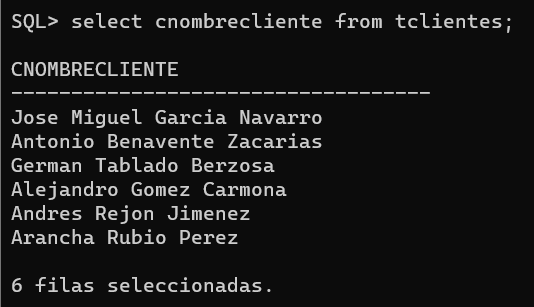 SQL> select cnombrecliente from tclientes;
CNOMBRECLIENTE
-----------------------------------
Jose Miguel Garcia Navarro
Antonio Benavente Zacarias
German Tablado Berzosa
Alejandro Gomez Carmona
Andres Rejon Jimenez
Arancha Rubio Perez
6 filas seleccionadas.